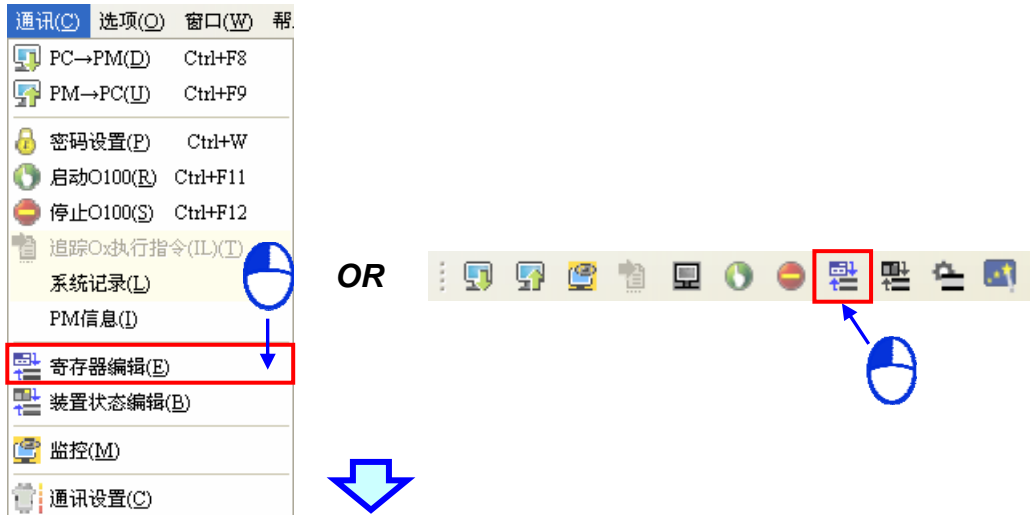 通讯(C) 选项(O) 窗口(W) 帮
PC→PM(D) Ctrl+F8
PM→PC(U) Ctrl+F9
密码设置(P) Ctrl+W
启动O100(R) Ctrl+F11
停止O100(S) Ctrl+F12
追踪Ox执行指令(IL)(T)
系统记录(L)
PM信息(I)
寄存器编辑(E)
装置状态编辑(B)
监控(M)
通讯设置(C)
OR